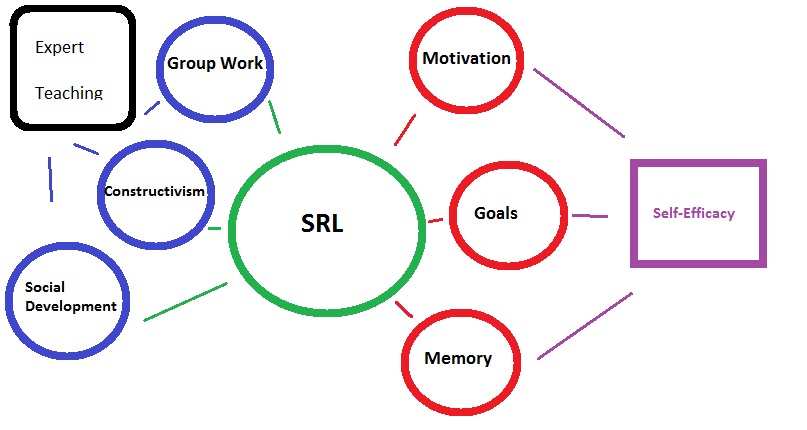 Expert
Teaching
Group Work
Motivation
Constructivism
SRL
Goals
Self-Efficacy
Social
Development
Memory